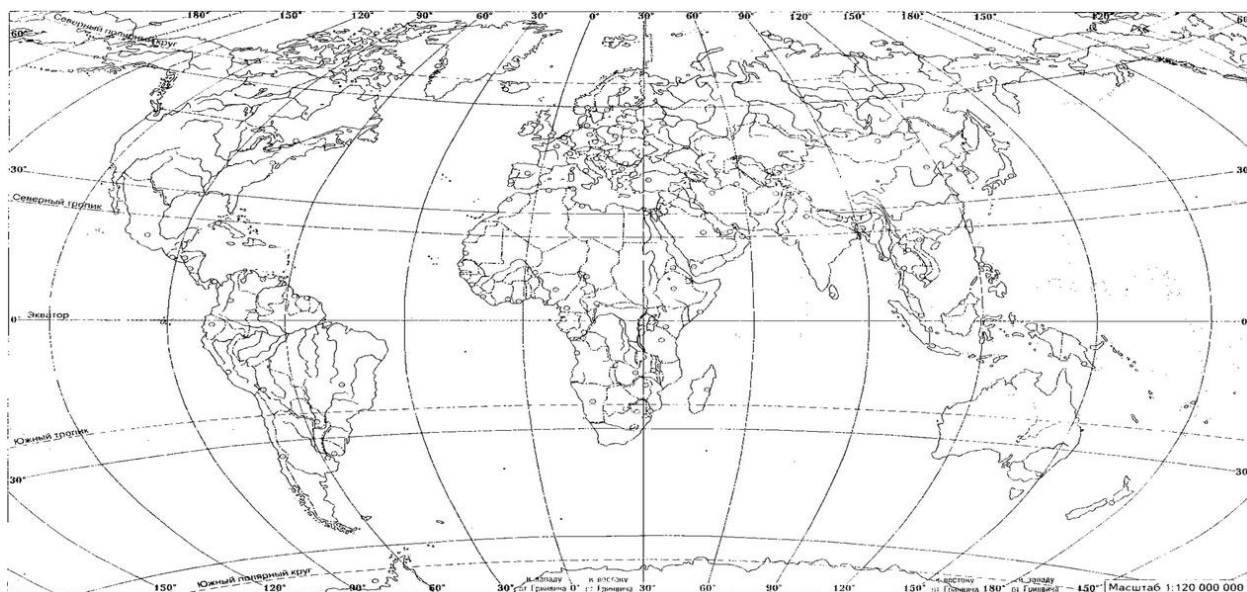 180° 150° 120° 90° 60° 30° 0° 30° 60° 90° 120° 150° 180° 150° 120° 60
Северный полярный круг
60°
30° 30
Северный тропик
Экватор
0° 0
Южный тропик
30° 30
Южный полярный круг
к западу от Гринвича
к востоку от Гринвича
к востоку от Гринвича
к западу от Гринвича
150° 120° 90° 60° 30° 0° 30° 60° 90° 120° 150° 180° 150°
Масштаб 1:120 000 000